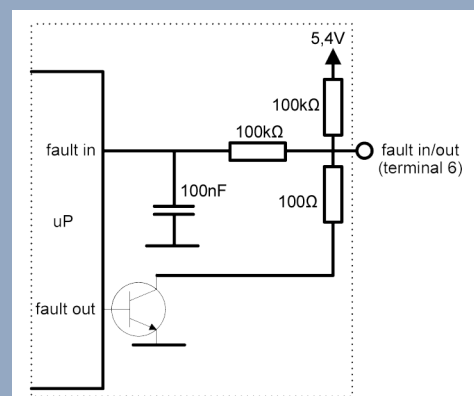 5,4V
100kΩ
100kΩ
fault in
fault in/out
(terminal 6)
100nF
100Ω
uP
fault out